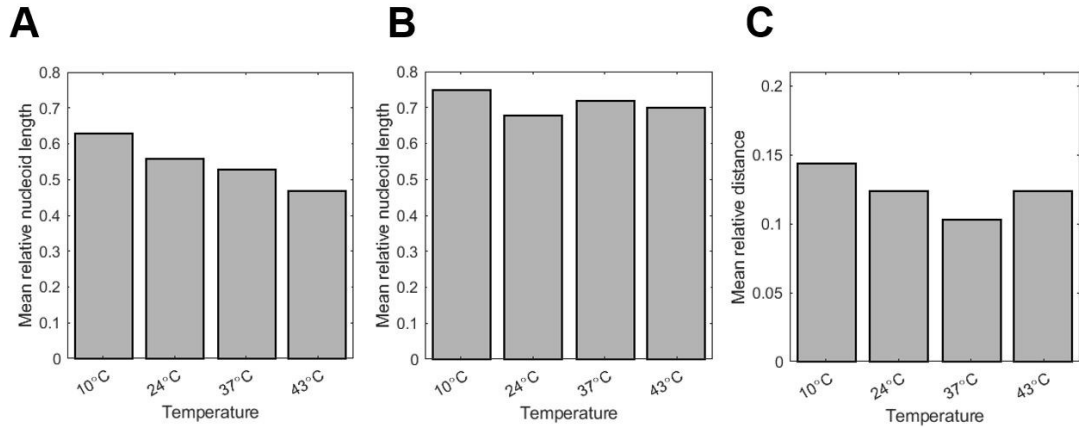 A
Mean relative nucleoid length
0.8
0.7
0.6
0.5
0.4
0.3
0.2
0.1
0
10°C
24°C
37°C
43°C
Temperature
B
Mean relative nucleoid length
0.8
0.7
0.6
0.5
0.4
0.3
0.2
0.1
0
10°C
24°C
37°C
43°C
Temperature
C
Mean relative distance
0.2
0.15
0.1
0.05
0
10°C
24°C
37°C
43°C
Temperature